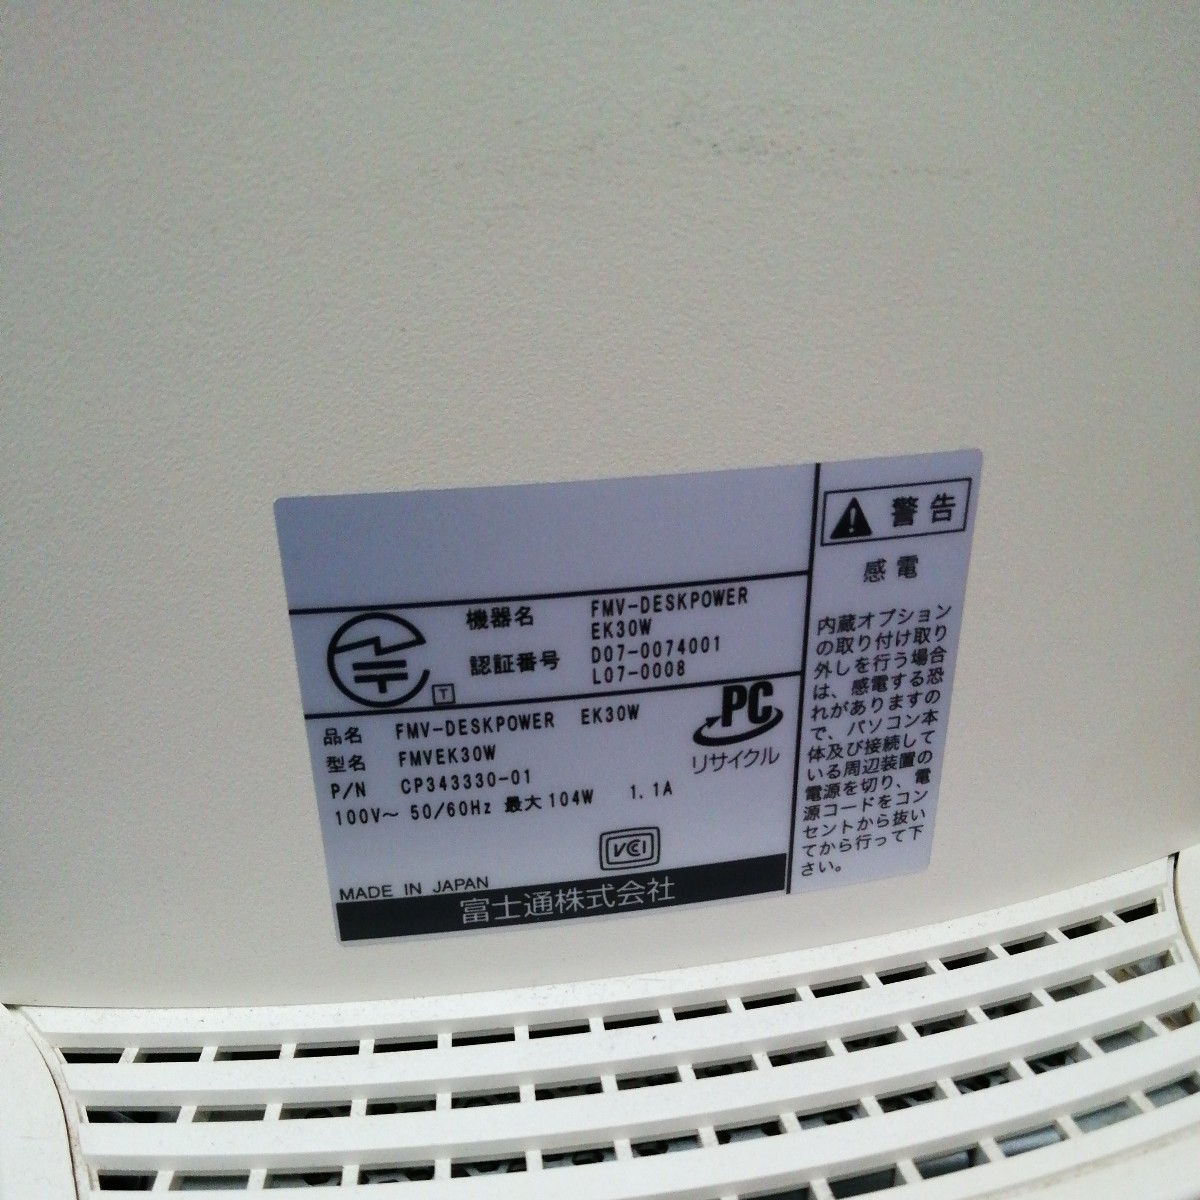 機器名 FMV-DESKPOWER
EK30W
認証番号 D07-0074001
L07-0008
T
品名 FMV-DESKPOWER EK30W
型名 FMVEK30W
P/N CP343330-01
100V～ 50/60Hz 最大104W 1.1A
PC
リサイクル
VCI
MADE IN JAPAN
富士通株式会社
警告
感電
内蔵オプション
の取り付け取り
外しを行う場合
は、感電する恐
れがありますの
で、パソコン本
体及び接続して
いる周辺装置の
電源を切り、電
源コードをコン
セントから抜い
てから行って下
さい。